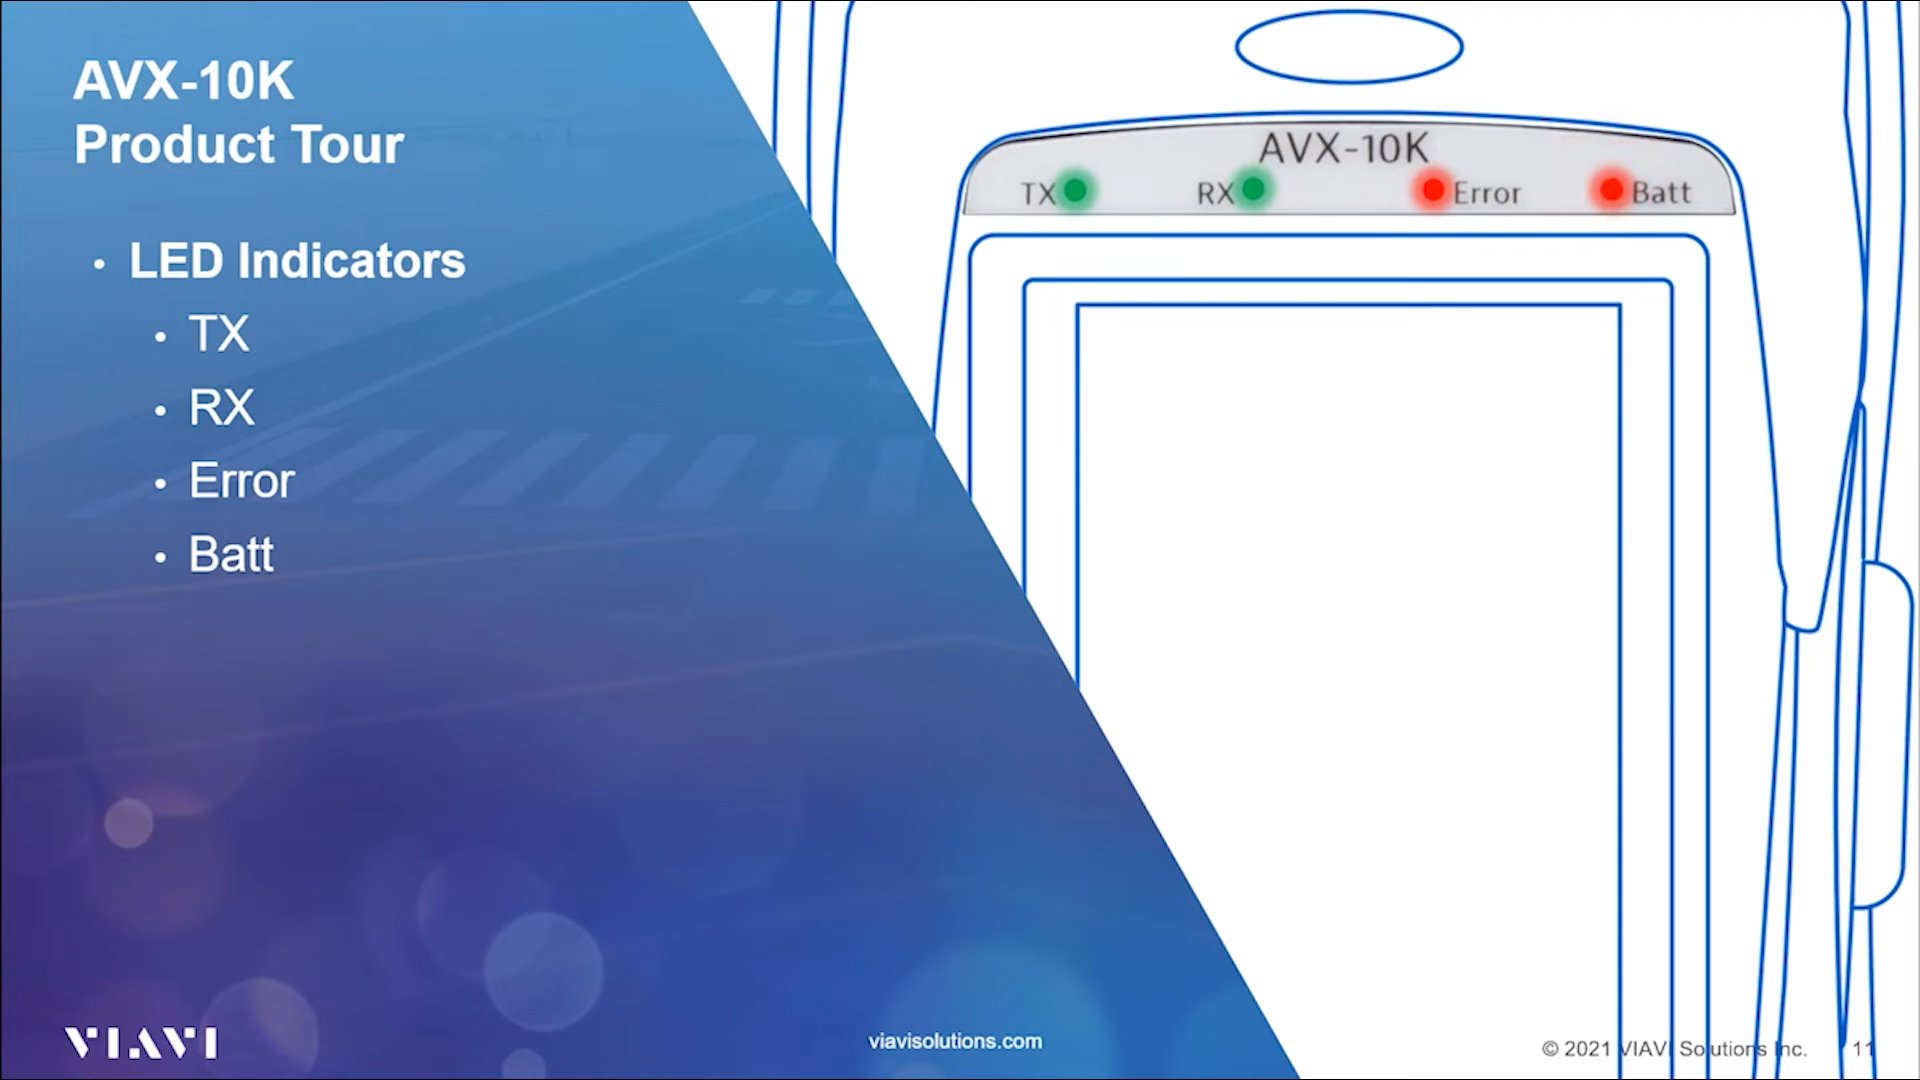 AVX-10K
Product Tour
• LED Indicators
• TX
• RX
• Error
• Batt
AVX-10K
TX RX Error Batt
VIAVI
viavisolutions.com
© 2021 VIAVI Solutions Inc. 11